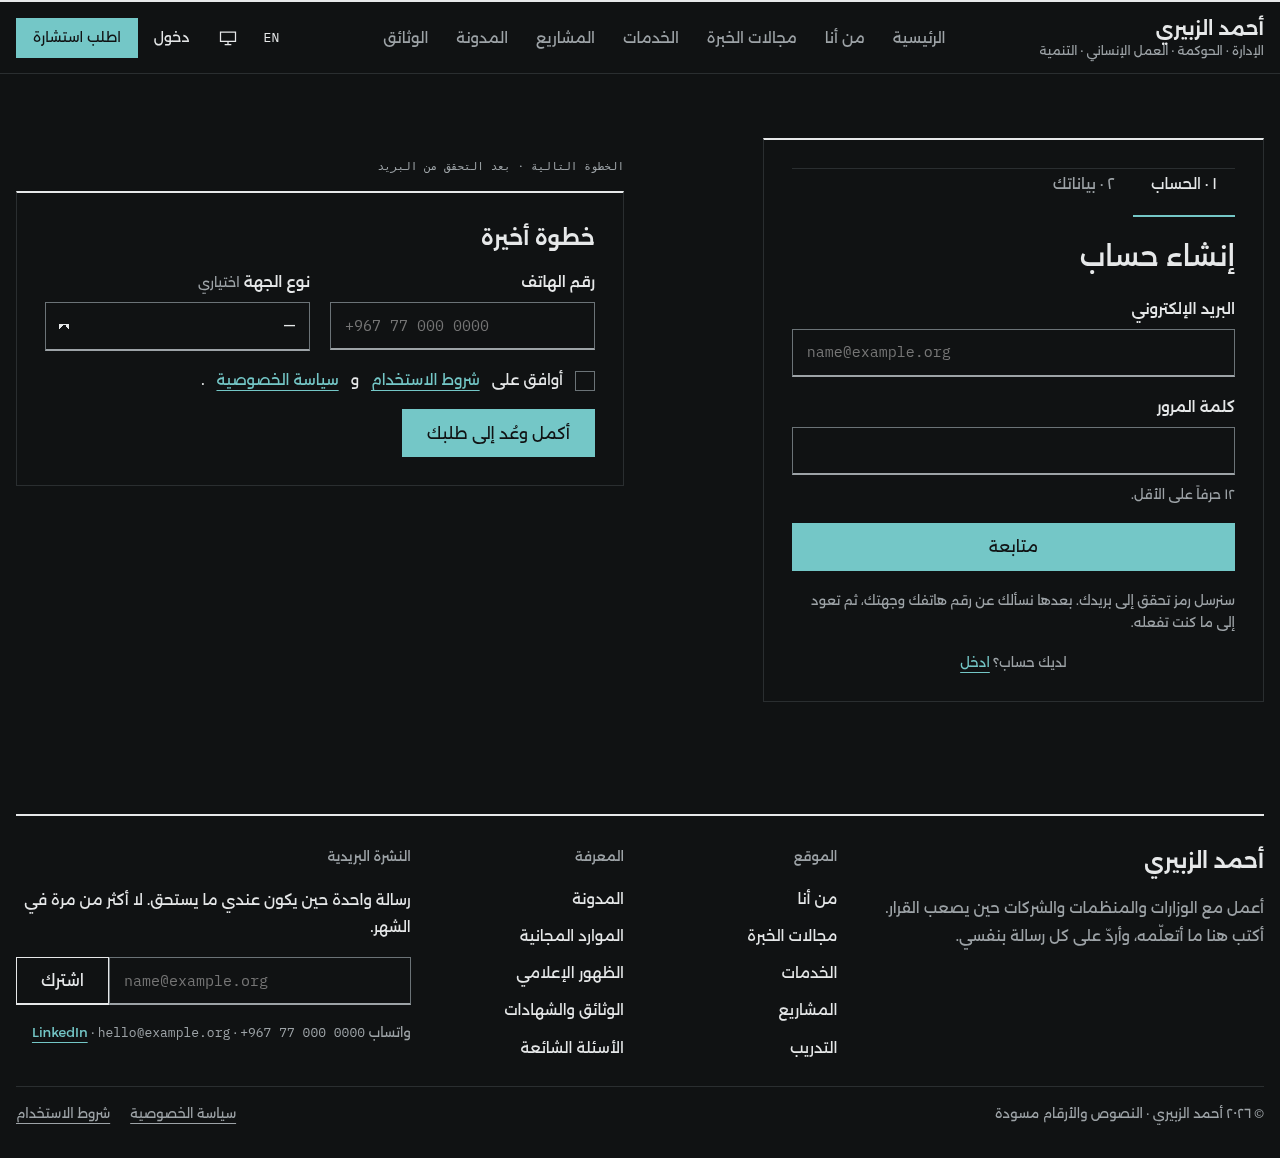 أحمد الزبيري
الإدارة · الحوكمة · العمل الإنساني · التنمية
الرئيسية
من أنا
مجالات الخبرة
الخدمات
المشاريع
المدونة
الوثائق
EN
دخول
اطلب استشارة
١ · الحساب
٢ · بياناتك
إنشاء حساب
البريد الإلكتروني
name@example.org
كلمة المرور
١٢ حرفاً على الأقل.
متابعة
سنرسل رمز تحقق إلى بريدك. بعدها نسألك عن رقم هاتفك وجهتك، ثم تعود
إلى ما كنت تفعله.
لديك حساب؟ ادخل
الخطوة التالية · بعد التحقق من البريد
خطوة أخيرة
رقم الهاتف
+967 77 000 0000
نوع الجهة اختياري
—
أوافق على شروط الاستخدام و سياسة الخصوصية .
أكمل وعُد إلى طلبك
أحمد الزبيري
أعمل مع الوزارات والمنظمات والشركات حين يصعب القرار.
أكتب هنا ما أتعلّمه، وأردّ على كل رسالة بنفسي.
الموقع
من أنا
مجالات الخبرة
الخدمات
المشاريع
التدريب
المعرفة
المدونة
الموارد المجانية
الظهور الإعلامي
الوثائق والشهادات
الأسئلة الشائعة
النشرة البريدية
رسالة واحدة حين يكون عندي ما يستحق. لا أكثر من مرة في
الشهر.
name@example.org
اشترك
واتساب 0000 000 77 967+ · hello@example.org · LinkedIn
© ٢٠٢٦ أحمد الزبيري · النصوص والأرقام مسودة
سياسة الخصوصية
شروط الاستخدام